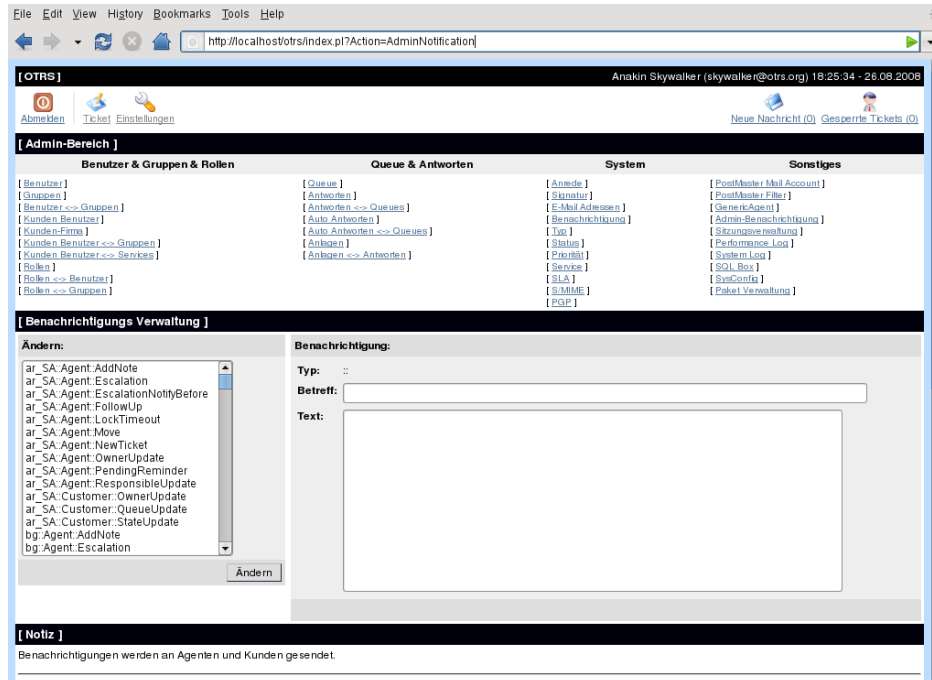 File Edit View History Bookmarks Tools Help
http://localhost/otrs/index.pl?Action=AdminNotification
[ OTRS ] Anakin Skywalker (skywalker@otrs.org) 18:25:34 - 26.08.2008
Abmelden Ticket Einstellungen Neue Nachricht (0) Gesperrte Tickets (0)
[ Admin-Bereich ]
Benutzer & Gruppen & Rollen
[ Benutzer ]
[ Gruppen ]
[ Benutzer <-> Gruppen ]
[ Kunden Benutzer ]
[ Kunden-Firma ]
[ Kunden Benutzer <-> Gruppen ]
[ Kunden Benutzer <-> Services ]
[ Rollen ]
[ Rollen <-> Benutzer ]
[ Rollen <-> Gruppen ]
Queue & Antworten
[ Queue ]
[ Antworten ]
[ Antworten <-> Queues ]
[ Auto Antworten ]
[ Auto Antworten <-> Queues ]
[ Anlagen ]
[ Anlagen <-> Antworten ]
System
[ Anrede ]
[ Signatur ]
[ E-Mail Adressen ]
[ Benachrichtigung ]
[ Typ ]
[ Status ]
[ Priorität ]
[ Service ]
[ SLA ]
[ S/MIME ]
[ PGP ]
Sonstiges
[ PostMaster Mail Account ]
[ PostMaster Filter ]
[ GenericAgent ]
[ Admin-Benachrichtigung ]
[ Sitzungsverwaltung ]
[ Performance Log ]
[ System Log ]
[ SQL Box ]
[ SysConfig ]
[ Paket Verwaltung ]
[ Benachrichtigungs Verwaltung ]
Ändern:
ar_SA::Agent::AddNote
ar_SA::Agent::Escalation
ar_SA::Agent::EscalationNotifyBefore
ar_SA::Agent::FollowUp
ar_SA::Agent::LockTimeout
ar_SA::Agent::Move
ar_SA::Agent::NewTicket
ar_SA::Agent::OwnerUpdate
ar_SA::Agent::PendingReminder
ar_SA::Agent::ResponsibleUpdate
ar_SA::Customer::OwnerUpdate
ar_SA::Customer::QueueUpdate
ar_SA::Customer::StateUpdate
bg::Agent::AddNote
bg::Agent::Escalation
Ändern
Benachrichtigung:
Typ: ::
Betreff:
Text:
[ Notiz ]
Benachrichtigungen werden an Agenten und Kunden gesendet.